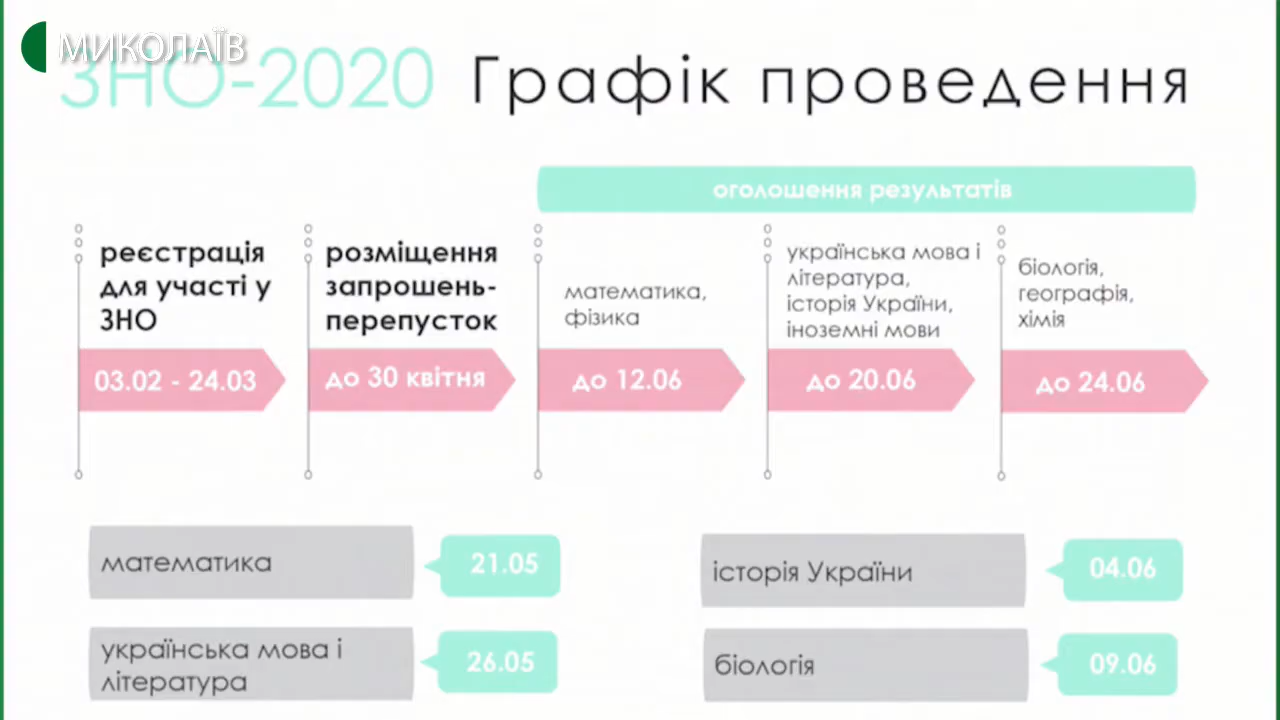 МИКОЛАЇВ
ЗНО-2020 Графік проведення
оголошення результатів
реєстрація
для участі у
ЗНО
03.02 - 24.03
розміщення
запрошень-
перепусток
до 30 квітня
математика,
фізика
до 12.06
українська мова і
література,
історія України,
іноземні мови
до 20.06
біологія,
географія,
хімія
до 24.06
математика
21.05
українська мова і
література
26.05
історія України
04.06
біологія
09.06